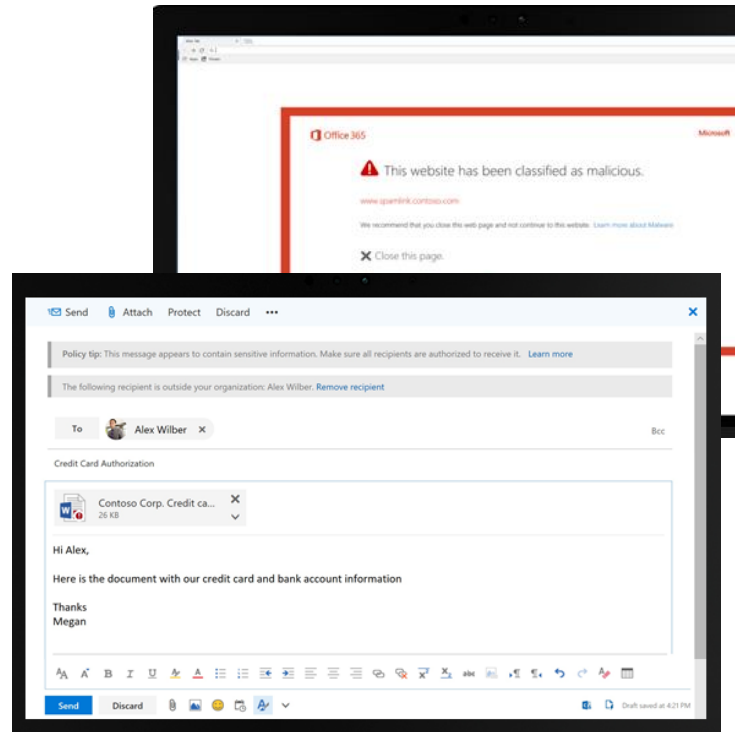 Office 365
Microsoft
This website has been classified as malicious.
www.spamlink.contoso.com
We recommend that you close this web page and not continue to this website. Learn more about Malware
Close this page.
Send Attach Protect Discard •••
Policy tip: This message appears to contain sensitive information. Make sure all recipients are authorized to receive it. Learn more
The following recipient is outside your organization: Alex Wilber. Remove recipient
To Alex Wilber
Bcc
Credit Card Authorization
Contoso Corp. Credit ca...
26 KB
Hi Alex,
Here is the document with our credit card and bank account information
Thanks
Megan
Send Discard
Draft saved at 4:21 PM